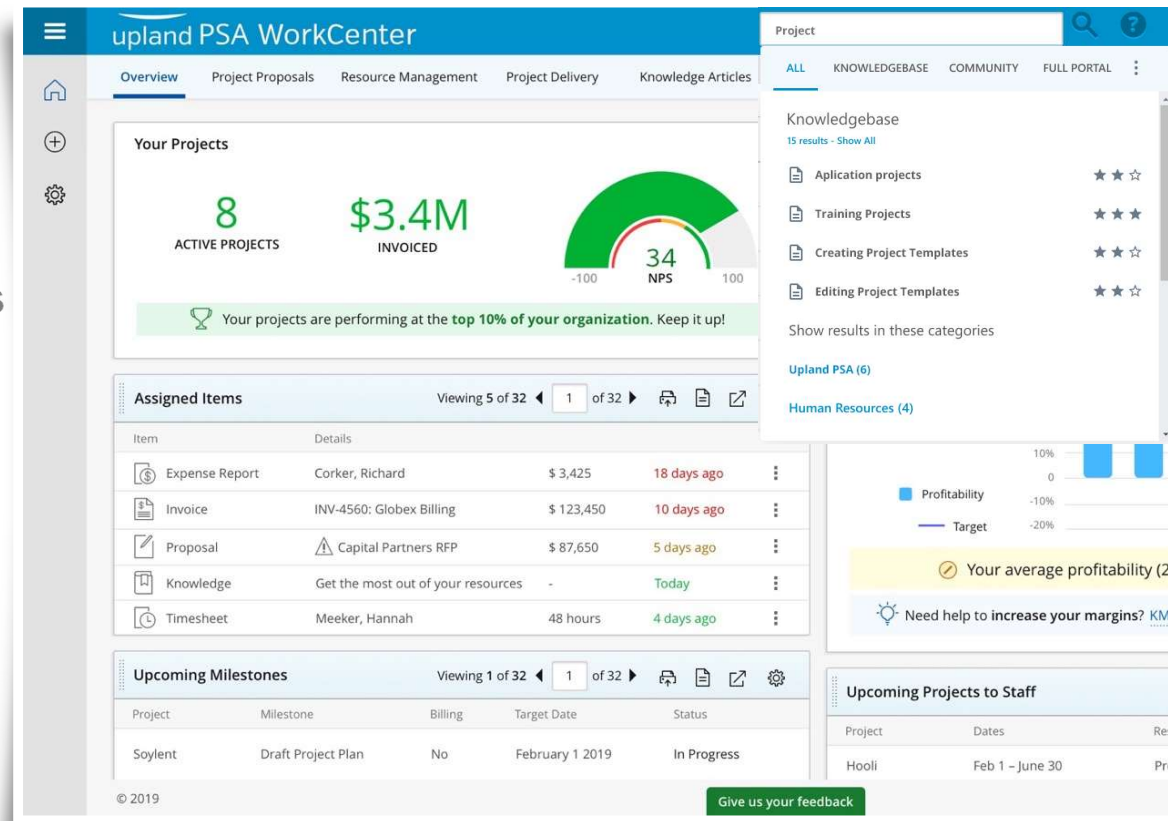 upland PSA WorkCenter
Project
Overview Project Proposals Resource Management Project Delivery Knowledge Articles
ALL KNOWLEDGEBASE COMMUNITY FULL PORTAL
Your Projects
8
ACTIVE PROJECTS
$3.4M
INVOICED
34
NPS
-100
100
Your projects are performing at the top 10% of your organization. Keep it up!
Knowledgebase
15 results - Show All
Aplication projects
Training Projects
Creating Project Templates
Editing Project Templates
Show results in these categories
Upland PSA (6)
Human Resources (4)
s
Assigned Items Viewing 5 of 32 1 of 32
Item Details
Expense Report Corker, Richard $ 3,425 18 days ago
Invoice INV-4560: Globex Billing $ 123,450 10 days ago
Proposal Capital Partners RFP $ 87,650 5 days ago
Knowledge Get the most out of your resources - Today
Timesheet Meeker, Hannah 48 hours 4 days ago
10%
0
-10%
-20%
Profitability
Target
Your average profitability (2
Need help to increase your margins? KM
Upcoming Milestones Viewing 1 of 32 1 of 32
Project Milestone Billing Target Date Status
Soylent Draft Project Plan No February 1 2019 In Progress
Upcoming Projects to Staff
Project Dates Res
Hooli Feb 1 – June 30 Pr
© 2019
Give us your feedback